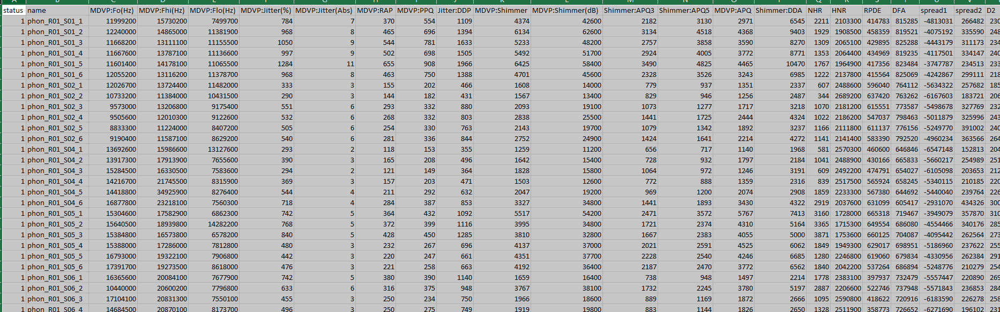 status name MDVP:Fo(Hz) MDVP:Fhi(Hz) MDVP:Flo(Hz) MDVP:Jitter(%) MDVP:Jitter(Abs) MDVP:RAP MDVP:PPQ Jitter:DDP MDVP:Shimmer MDVP:Shimmer(dB) Shimmer:APQ3 Shimmer:APQ5 MDVP:APQ Shimmer:DDA NHR HNR RPDE DFA spread1 spread2 D2
1 phon_R01_S01_1 11999200 15730200 7499700 784 7 370 554 1109 4374 42600 2182 3130 2971 6545 2211 2103300 414783 815285 -4813031 266482 230
1 phon_R01_S01_2 12240000 14865000 11381900 968 8 465 696 1394 6134 62600 3134 4518 4368 9403 1929 1908500 458359 819521 -4075192 335590 248
1 phon_R01_S01_3 11668200 13111100 11155500 1050 9 544 781 1633 5233 48200 2757 3858 3590 8270 1309 2065100 429895 825288 -4443179 311173 234
1 phon_R01_S01_4 11667600 13787100 11136600 997 9 502 698 1505 5492 51700 2924 4005 3772 8771 1353 2064400 434969 819235 -4117501 334147 240
1 phon_R01_S01_5 11601400 14178100 11065500 1284 11 655 908 1966 6425 58400 3490 4825 4465 10470 1767 1964900 417356 823484 -3747787 234513 233
1 phon_R01_S01_6 12055200 13116200 11378700 968 8 463 750 1388 4701 45600 2328 3526 3243 6985 1222 2137800 415564 825069 -4242867 299111 218
1 phon_R01_S02_1 12026700 13724400 11482000 333 3 155 202 466 1608 14000 779 937 1351 2337 607 2488600 596040 764112 -5634322 257682 185
1 phon_R01_S02_2 10733200 11384000 10431500 290 3 144 182 431 1567 13400 829 946 1256 2487 344 2689200 637420 763262 -6167603 183721 206
1 phon_R01_S02_3 9573000 13206800 9175400 551 6 293 332 880 2093 19100 1073 1277 1717 3218 1070 2181200 615551 773587 -5498678 327769 232
1 phon_R01_S02_4 9505600 12010300 9122600 532 6 268 332 803 2838 25500 1441 1725 2444 4324 1022 2186200 547037 798463 -5011879 325996 243
1 phon_R01_S02_5 8833300 11224000 8407200 505 6 254 330 763 2143 19700 1079 1342 1892 3237 1166 2111800 611137 776156 -5249770 391002 240
1 phon_R01_S02_6 9190400 11587100 8629200 540 6 281 336 844 2752 24900 1424 1641 2214 4272 1141 2141400 583390 792520 -4960234 363566 264
1 phon_R01_S04_1 13692600 15986600 13127600 293 2 118 153 355 1259 11200 656 717 1140 1968 581 2570300 460600 646846 -6547148 152813 204
1 phon_R01_S04_2 13917300 17913900 7655600 390 3 165 208 496 1642 15400 728 932 1797 2184 1041 2488900 430166 665833 -5660217 254989 251
1 phon_R01_S04_3 15284500 16330500 7583600 294 2 121 149 364 1828 15800 1064 972 1246 3191 609 2492200 474791 654027 -6105098 203653 212
1 phon_R01_S04_4 14216700 21745500 8315900 369 3 157 203 471 1503 12600 772 888 1359 2316 839 2517500 565924 658245 -5340115 210185 220
1 phon_R01_S04_5 14418800 34925900 8276400 544 4 211 292 632 2047 19200 969 1200 2074 2908 1859 2233300 567380 644692 -5440040 239764 226
1 phon_R01_S04_6 16877800 23218100 7560300 718 4 284 387 853 3327 34800 1441 1893 3430 4322 2919 2037600 631099 605417 -2931070 434326 300
1 phon_R01_S05_1 15304600 17582900 6862300 742 5 364 432 1092 5517 54200 2471 3572 5767 7413 3160 1728000 665318 719467 -3949079 357870 310
1 phon_R01_S05_2 15640500 18939800 14282200 768 5 372 399 1116 3995 34800 1721 2374 4310 5164 3365 1715300 649554 686080 -4554466 340176 285
1 phon_R01_S05_3 15384800 16573800 6578200 840 5 428 450 1285 3810 32800 1667 2383 4055 5000 3871 1753600 660125 704087 -4095442 262564 273
1 phon_R01_S05_4 15388000 17286000 7812800 480 3 232 267 696 4137 37000 2021 2591 4525 6062 1849 1949300 629017 698951 -5186960 237622 255
1 phon_R01_S05_5 16793000 19322100 7906800 442 3 220 247 661 4351 37700 2228 2540 4246 6685 1280 2246800 619060 679834 -4330956 262384 291
1 phon_R01_S05_6 17391700 19273500 8618000 476 3 221 258 663 4192 36400 2187 2470 3772 6562 1840 2042200 537264 686894 -5248776 210279 254
1 phon_R01_S06_1 16365600 20084100 7677900 742 5 380 390 1140 1659 16400 738 948 1497 2214 1778 2383100 397937 732479 -5557447 220890 269
1 phon_R01_S06_2 10440000 20600200 7796800 633 6 316 375 948 3767 38100 1732 2245 3780 5197 2887 2206600 522746 737948 -5571843 236853 284
1 phon_R01_S06_3 17104100 20831300 7550100 455 3 250 234 750 1966 18600 889 1169 1872 2666 1095 2590800 418622 720916 -6183590 226278 258
1 phon_R01_S06_4 14684500 20870100 8173700 496 3 250 275 749 1919 19800 883 1144 1826 2650 1328 2511900 358773 726652 -6271690 196102 231